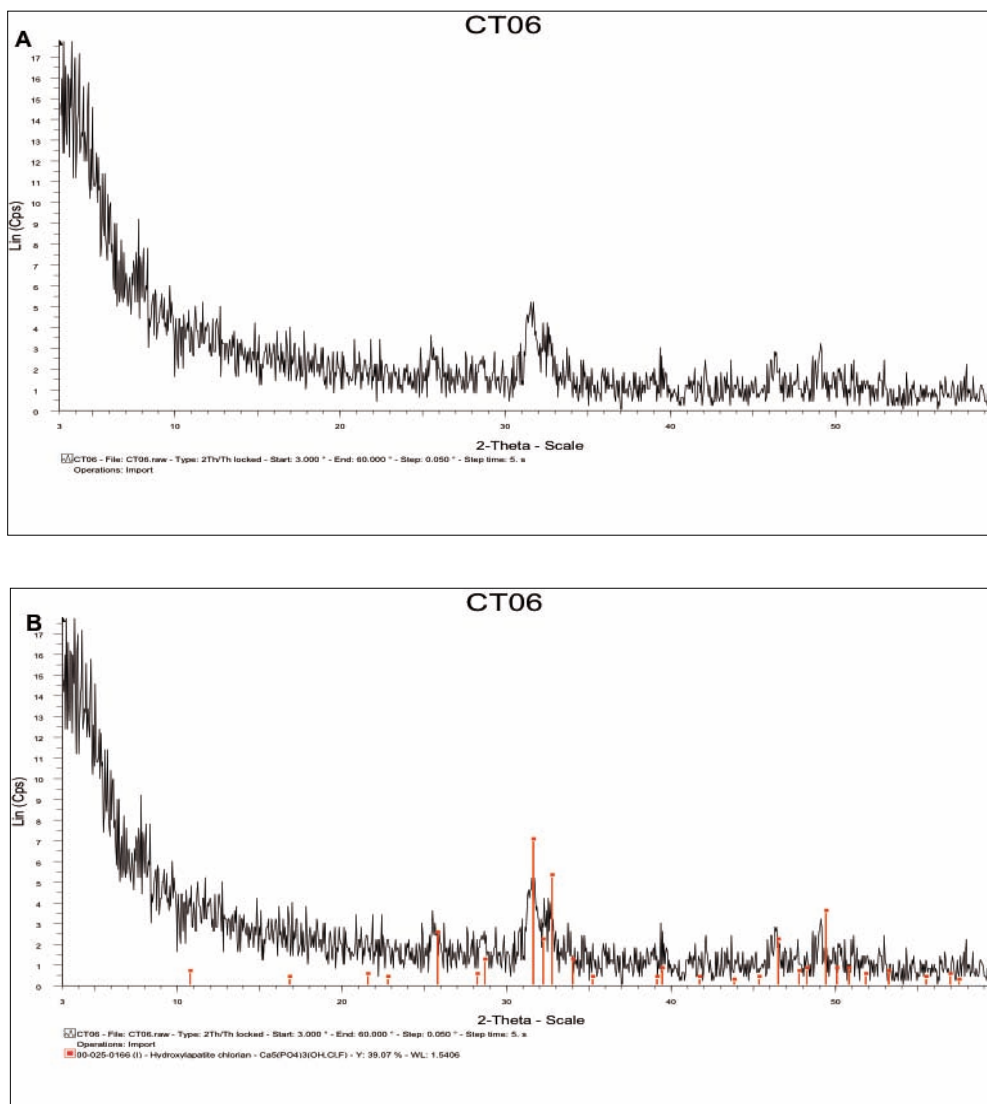 A
CT06
Lin (Cps)
17
16
15
14
13
12
11
10
9
8
7
6
5
4
3
2
1
0
3 10 20 30 40 50
2-Theta - Scale
CT06 - File: CT06.raw - Type: 2Th/Th locked - Start: 3.000 ° - End: 60.000 ° - Step: 0.050 ° - Step time: 5. s
Operations: Import
B
CT06
Lin (Cps)
17
16
15
14
13
12
11
10
9
8
7
6
5
4
3
2
1
0
3 10 20 30 40 50
2-Theta - Scale
CT06 - File: CT06.raw - Type: 2Th/Th locked - Start: 3.000 ° - End: 60.000 ° - Step: 0.050 ° - Step time: 5. s
Operations: Import
00-025-0166 (I) - Hydroxylapatite chlorian - Ca5(PO4)3(OH,Cl,F) - Y: 39.07 % - WL: 1.5406